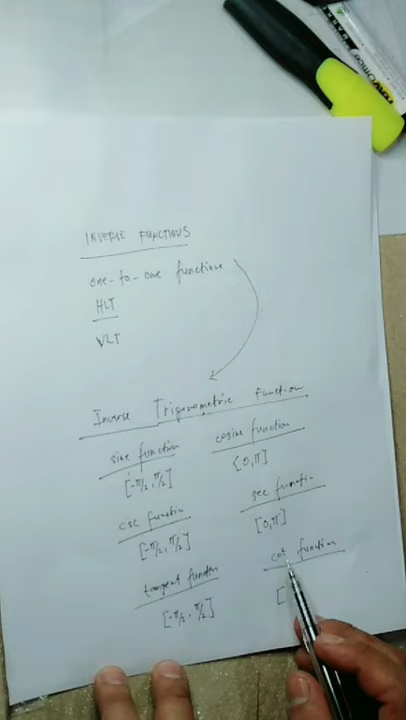 INVERSE FUNCTIONS
one-to-one functions
HLT
VLT
Inverse Trigonometric Function
sine function
[-π/2, π/2]
cosine function
[0, π]
csc function
[-π/2, π/2]
sec function
[0, π]
tangent function
[-π/2, π/2]
cot function
[